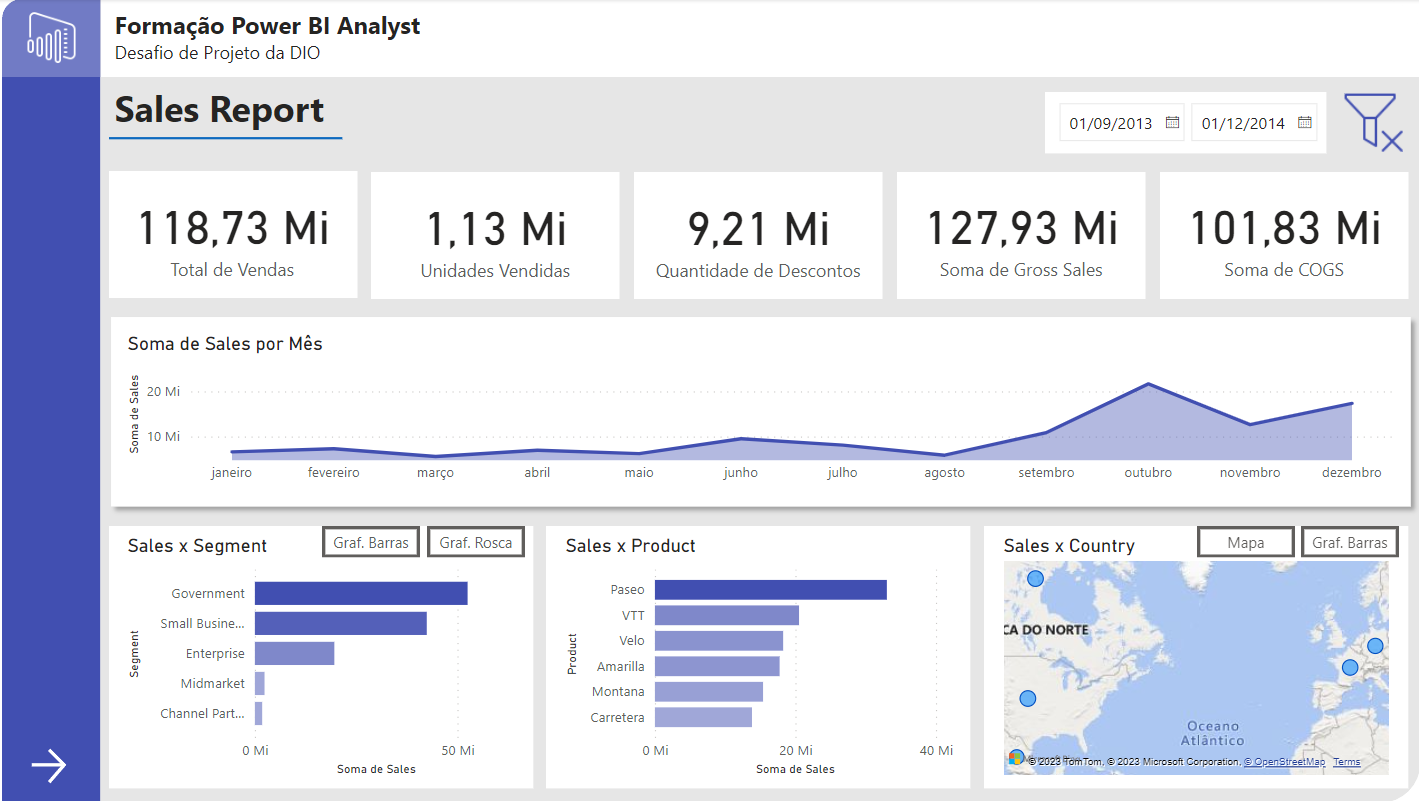 Formação Power BI Analyst
Desafio de Projeto da DIO
Sales Report
01/09/2013
01/12/2014
118,73 Mi
Total de Vendas
1,13 Mi
Unidades Vendidas
9,21 Mi
Quantidade de Descontos
127,93 Mi
Soma de Gross Sales
101,83 Mi
Soma de COGS
Soma de Sales por Mês
Soma de Sales
20 Mi
10 Mi
janeiro
fevereiro
março
abril
maio
junho
julho
agosto
setembro
outubro
novembro
dezembro
Sales x Segment
Graf. Barras
Graf. Rosca
Segment
Government
Small Busine...
Enterprise
Midmarket
Channel Part...
0 Mi
50 Mi
Soma de Sales
Sales x Product
Product
Paseo
VTT
Velo
Amarilla
Montana
Carretera
0 Mi
20 Mi
40 Mi
Soma de Sales
Sales x Country
Mapa
Graf. Barras
CA DO NORTE
Oceano
Atlântico
© 2023 TomTom, © 2023 Microsoft Corporation, © OpenStreetMap Terms